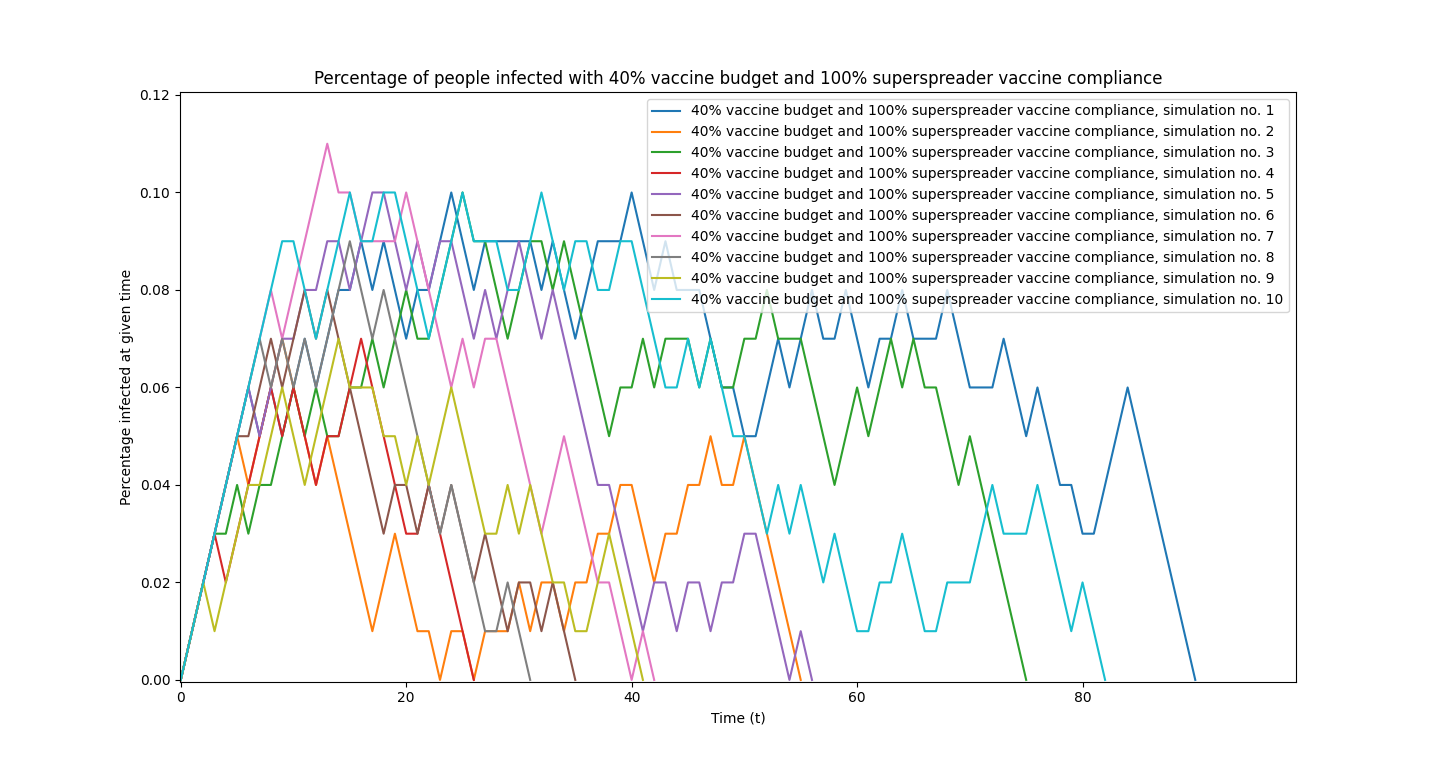 Percentage of people infected with 40% vaccine budget and 100% superspreader vaccine compliance
0.12
0.10
0.08
0.06
0.04
0.02
0.00
Percentage infected at given time
40% vaccine budget and 100% superspreader vaccine compliance, simulation no. 1
40% vaccine budget and 100% superspreader vaccine compliance, simulation no. 2
40% vaccine budget and 100% superspreader vaccine compliance, simulation no. 3
40% vaccine budget and 100% superspreader vaccine compliance, simulation no. 4
40% vaccine budget and 100% superspreader vaccine compliance, simulation no. 5
40% vaccine budget and 100% superspreader vaccine compliance, simulation no. 6
40% vaccine budget and 100% superspreader vaccine compliance, simulation no. 7
40% vaccine budget and 100% superspreader vaccine compliance, simulation no. 8
40% vaccine budget and 100% superspreader vaccine compliance, simulation no. 9
40% vaccine budget and 100% superspreader vaccine compliance, simulation no. 10
0 20 40 60 80
Time (t)